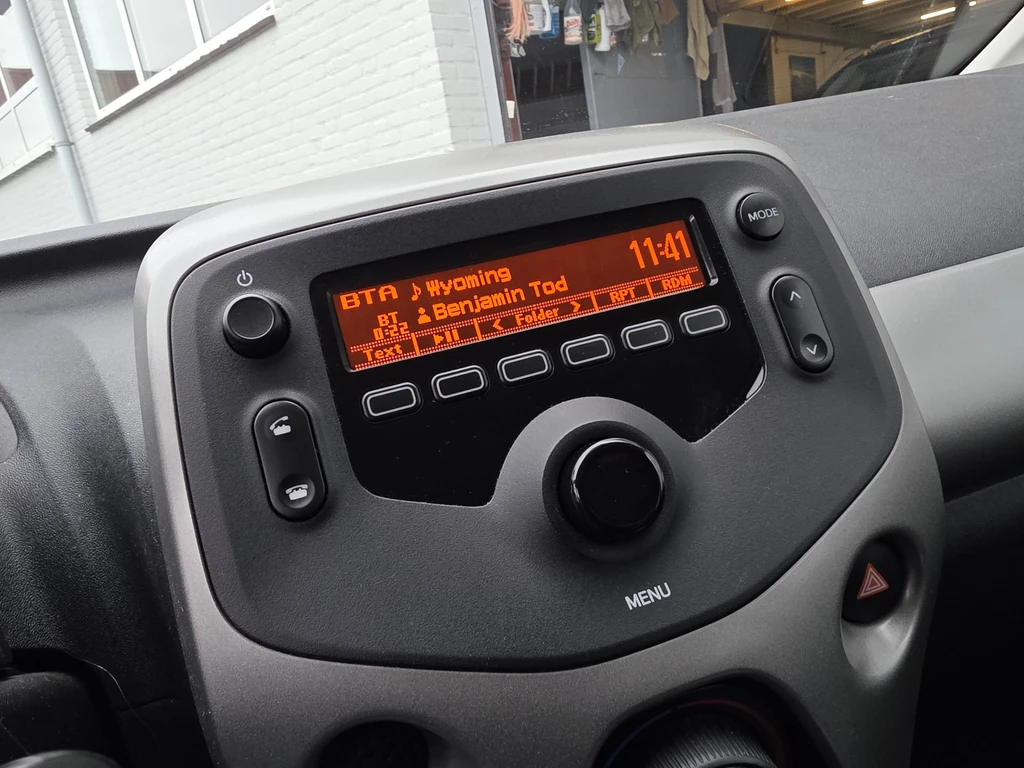 BTA ♪ Wyoming 11:41
BT Benjamin Tod
0:22
Text ▶II < Folder > RPT RDM
MODE
MENU